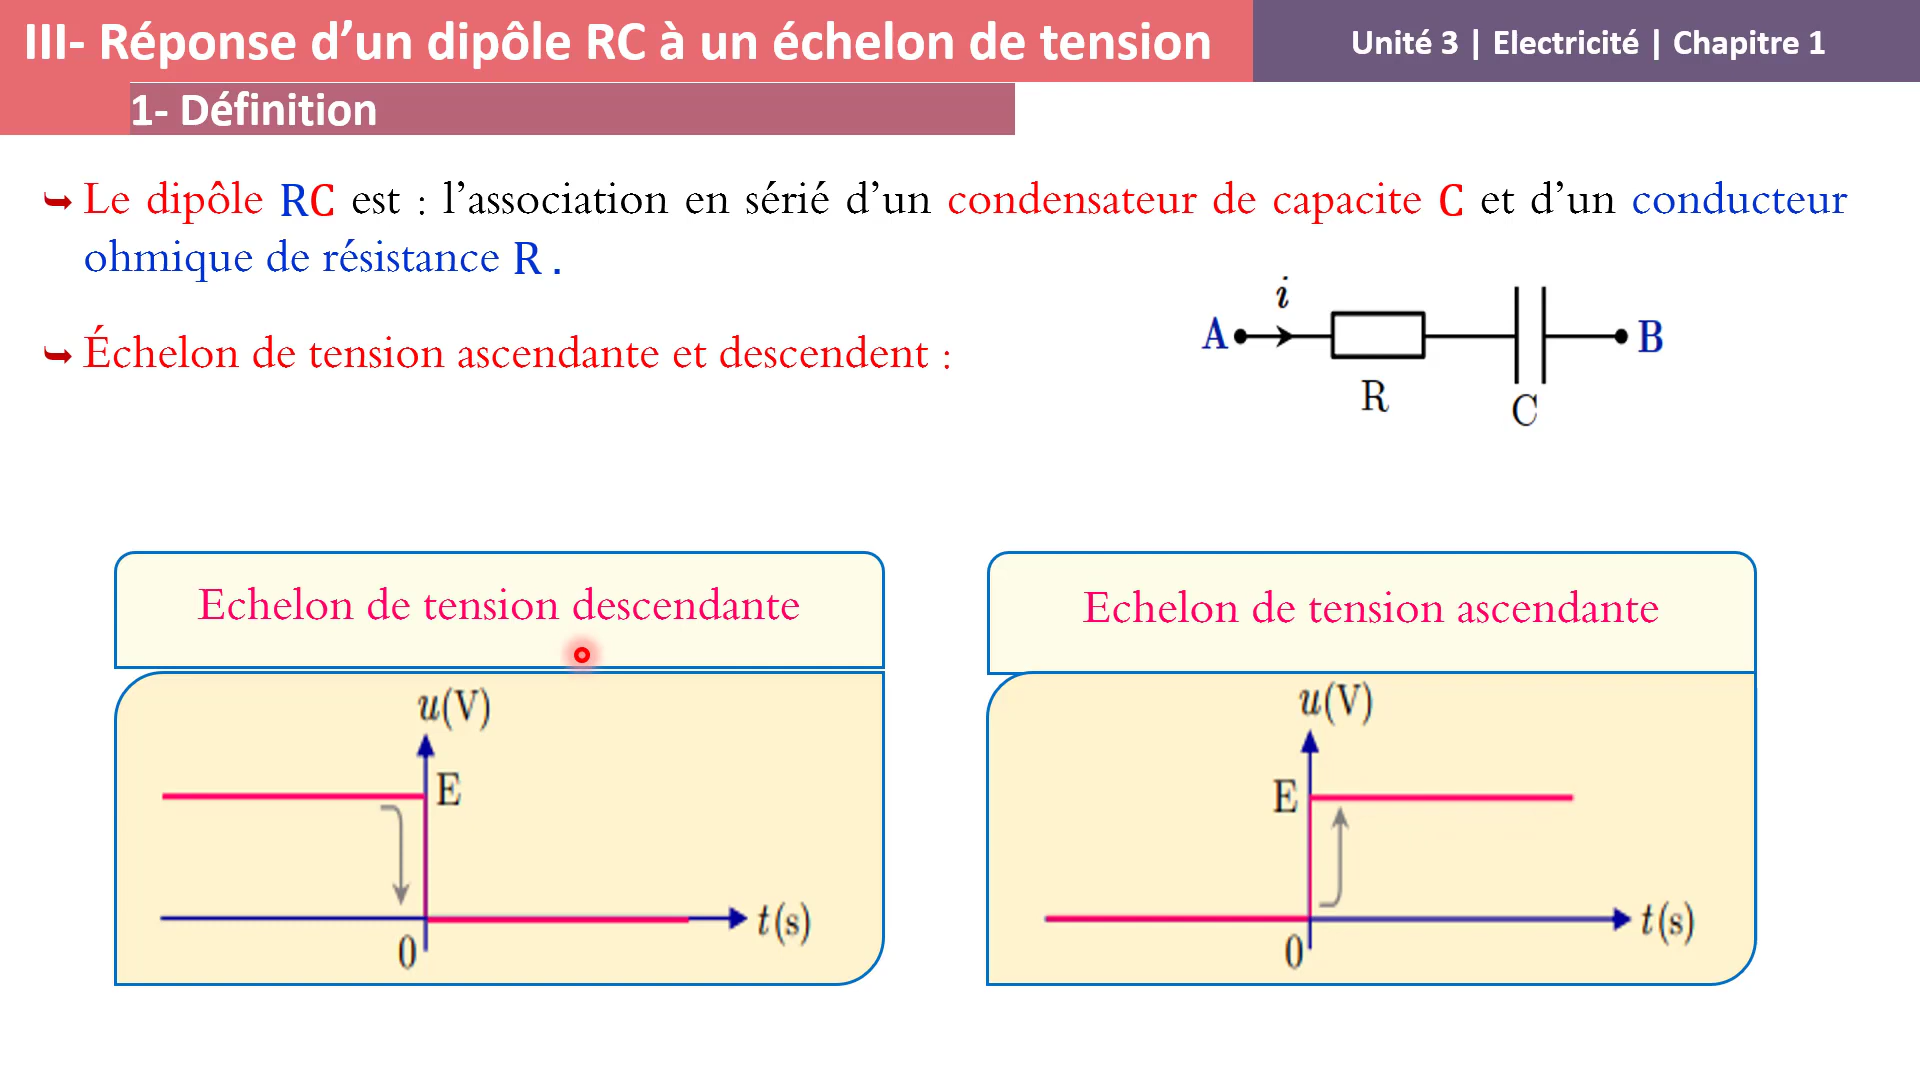 III- Réponse d’un dipôle RC à un échelon de tension
Unité 3 | Electricité | Chapitre 1
1- Définition
Le dipôle RC est : l’association en sérié d’un condensateur de capacite C et d’un conducteur
ohmique de résistance R .
i
A
B
R
C
Échelon de tension ascendante et descendent :
Echelon de tension descendante
u(V)
E
0
t(s)
Echelon de tension ascendante
u(V)
E
0
t(s)